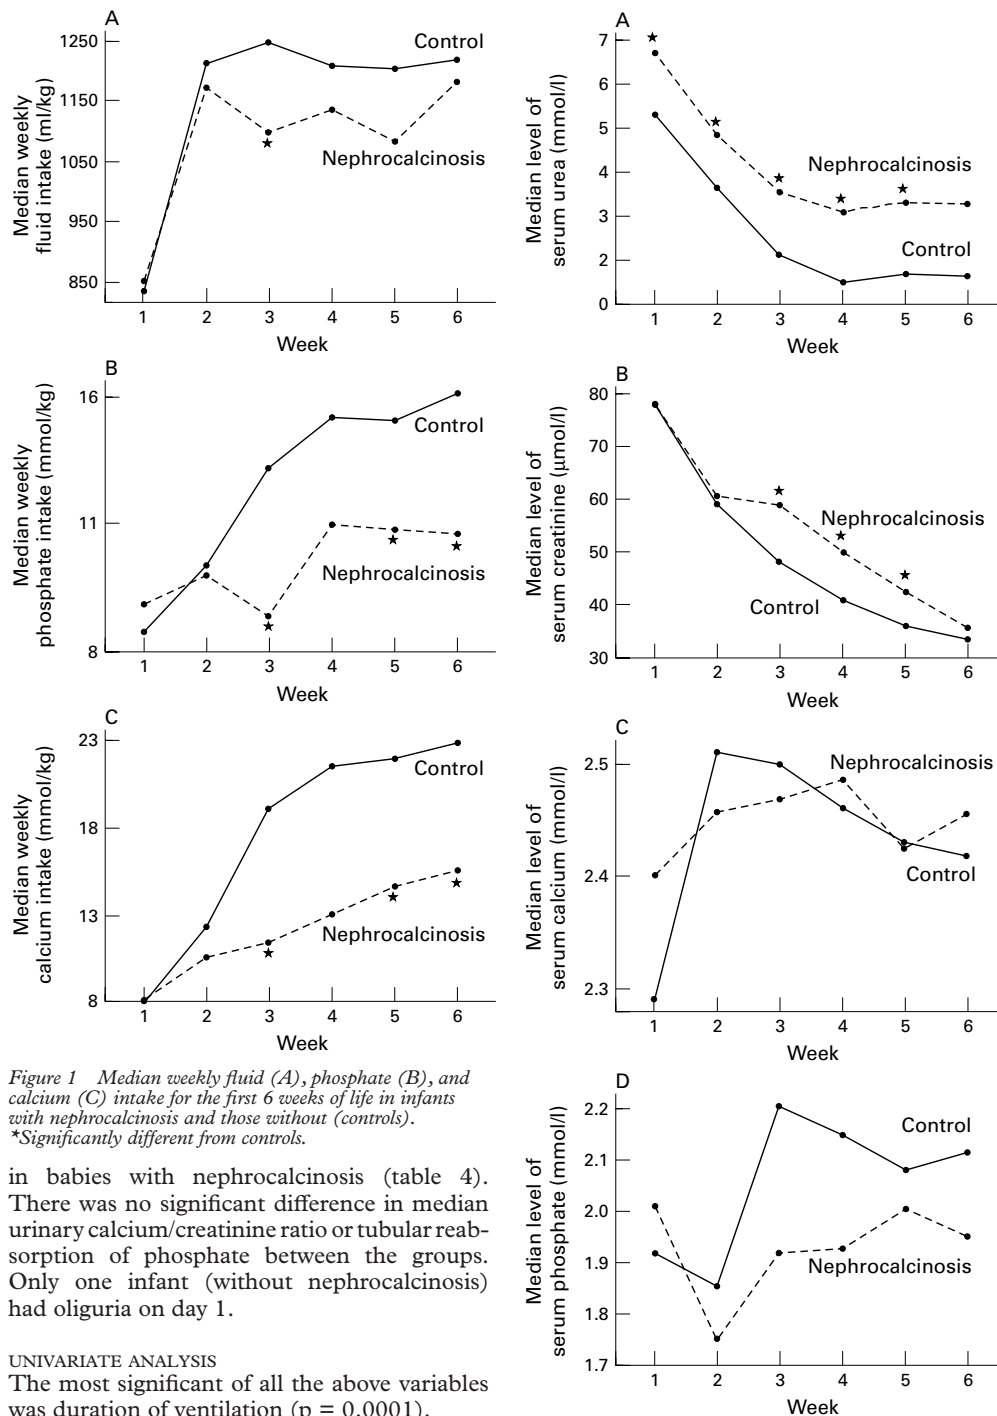 A
1250
1150
1050
950
850
Median weekly
fluid intake (ml/kg)
Control
Nephrocalcinosis
1 2 3 4 5 6
Week
B
16
11
8
Median weekly
phosphate intake (mmol/kg)
Control
Nephrocalcinosis
1 2 3 4 5 6
Week
C
23
18
13
8
Median weekly
calcium intake (mmol/kg)
Control
Nephrocalcinosis
1 2 3 4 5 6
Week
Figure 1 Median weekly fluid (A), phosphate (B), and
calcium (C) intake for the first 6 weeks of life in infants
with nephrocalcinosis and those without (controls).
*Significantly different from controls.
in babies with nephrocalcinosis (table 4).
There was no significant difference in median
urinary calcium/creatinine ratio or tubular reab-
sorption of phosphate between the groups.
Only one infant (without nephrocalcinosis)
had oliguria on day 1.
UNIVARIATE ANALYSIS
The most significant of all the above variables
was duration of ventilation (p = 0.0001).
A
7
6
5
4
3
2
0
Median level of
serum urea (mmol/l)
Nephrocalcinosis
Control
1 2 3 4 5 6
Week
B
80
70
60
50
40
30
Median level of
serum creatinine (µmol/l)
Nephrocalcinosis
Control
1 2 3 4 5 6
Week
C
2.5
2.4
2.3
Median level of
serum calcium (mmol/l)
Nephrocalcinosis
Control
1 2 3 4 5 6
Week
D
2.2
2.1
2.0
1.9
1.8
1.7
Median level of
serum phosphate (mmol/l)
Control
Nephrocalcinosis
1 2 3 4 5 6
Week